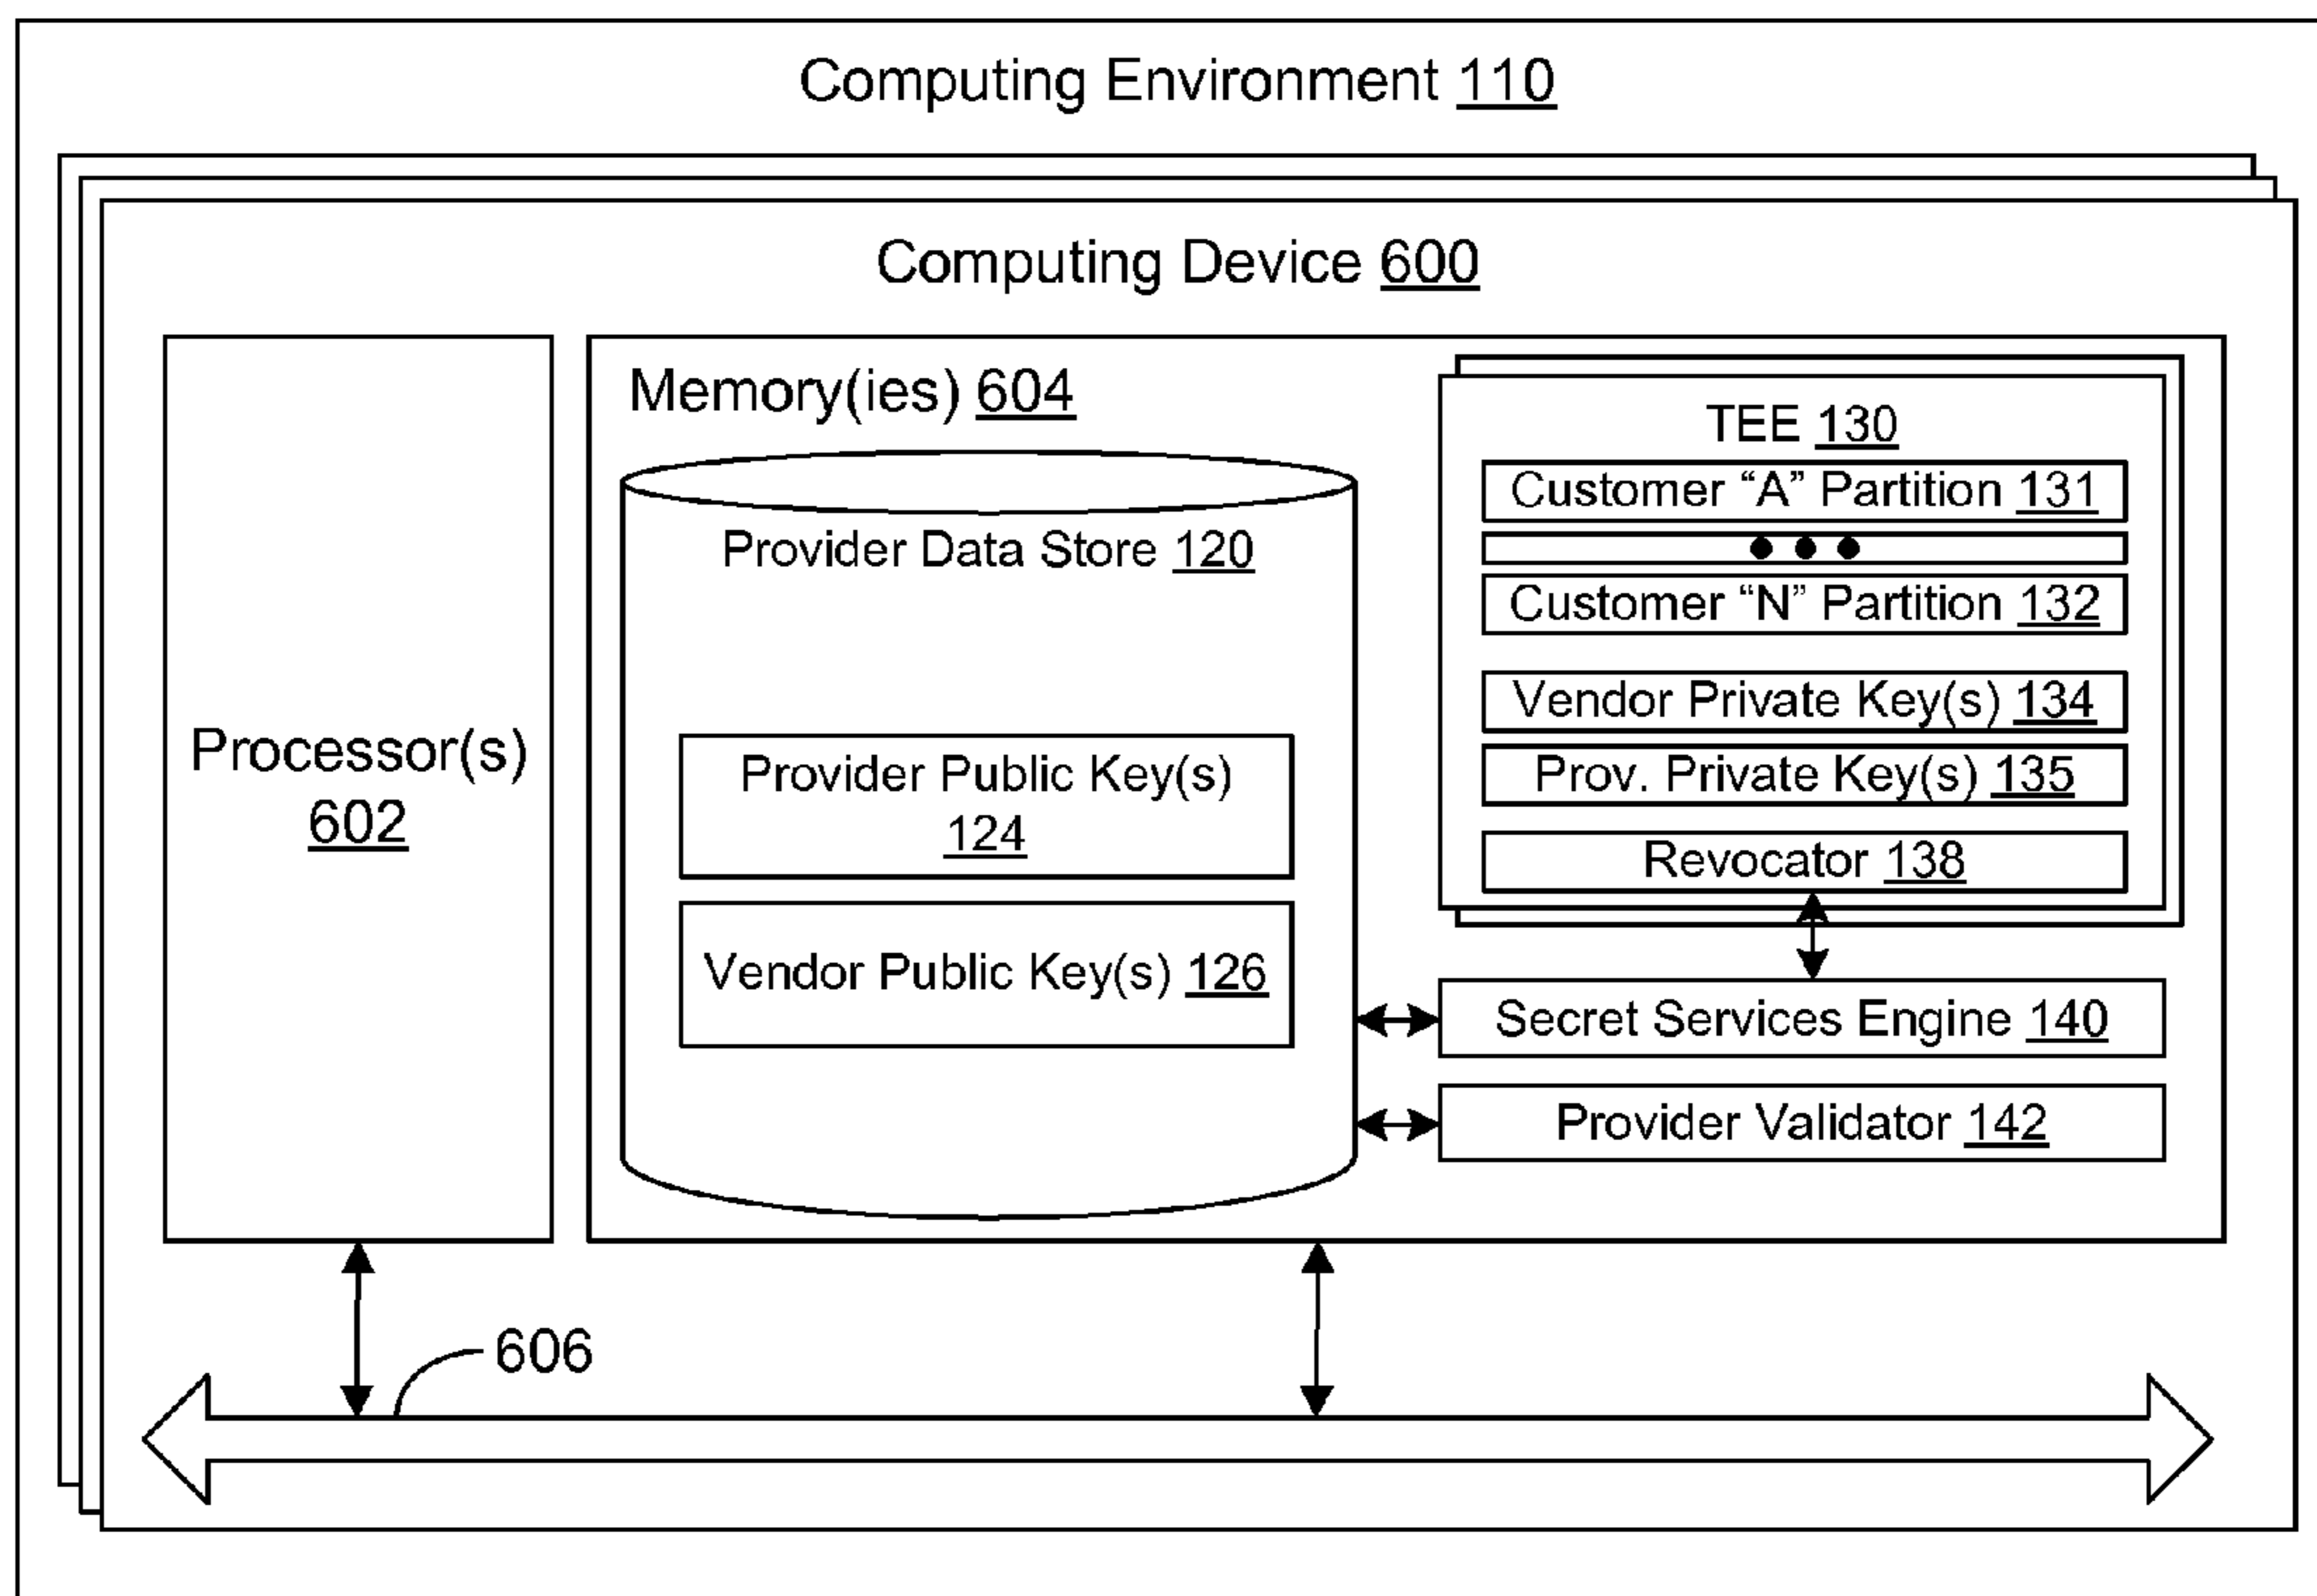 Computing Environment 110
Computing Device 600
Processor(s)
602
Memory(ies) 604
Provider Data Store 120
Provider Public Key(s)
124
Vendor Public Key(s) 126
TEE 130
Customer “A” Partition 131
Customer “N” Partition 132
Vendor Private Key(s) 134
Prov. Private Key(s) 135
Revocator 138
Secret Services Engine 140
Provider Validator 142
606